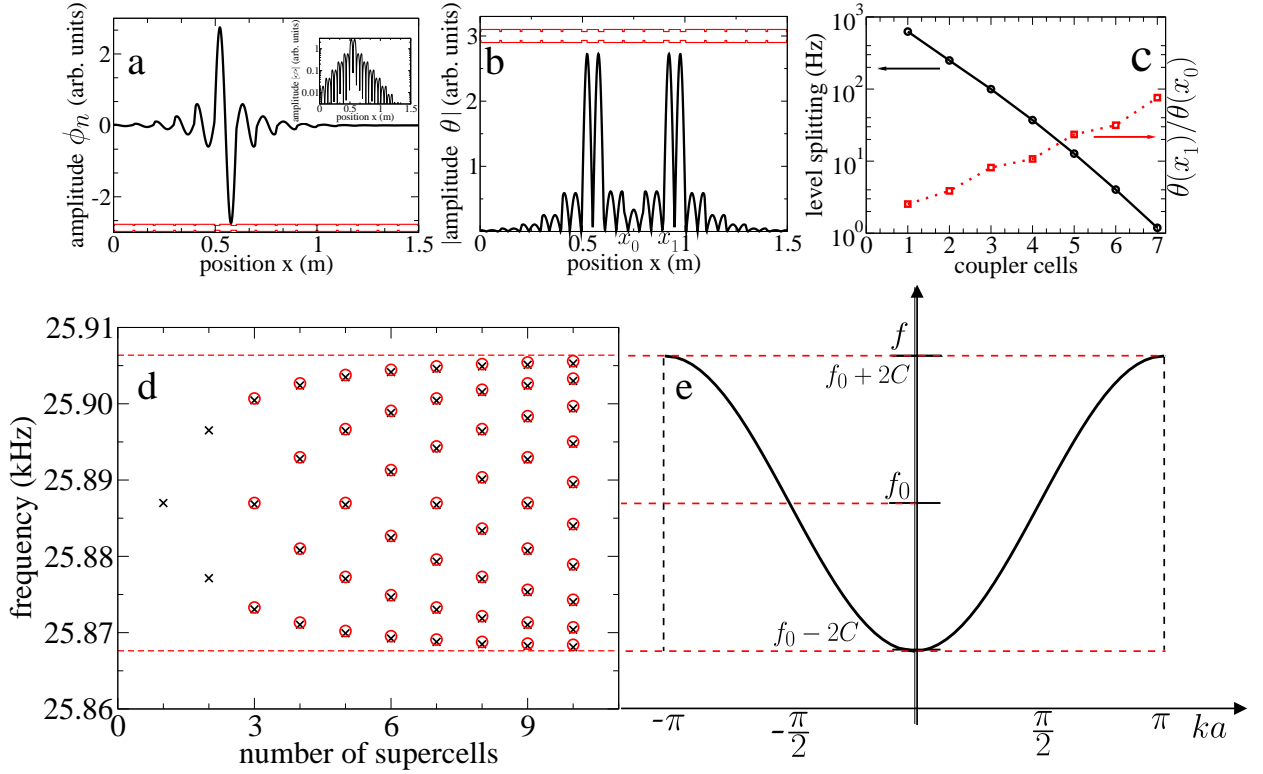 a
amplitude ϕn (arb. units)
2
0
-2
0
0.5
1
1.5
position x (m)
amplitude |<>| (arb. units)
1
0.1
0.01
0
0.5
1
1.5
position x (m)
b
|amplitude θ| (arb. units)
3
2
1
0
0
0.5
x0
x1
1
1.5
position x (m)
c
level splitting (Hz)
10^3
10^2
10^1
10^0
0
1
2
3
4
5
6
7
coupler cells
θ(x1)/θ(x0)
d
frequency (kHz)
25.91
25.90
25.89
25.88
25.87
25.86
0
3
6
9
number of supercells
e
f
f0 + 2C
f0
f0 − 2C
-π
-π/2
π/2
π
ka